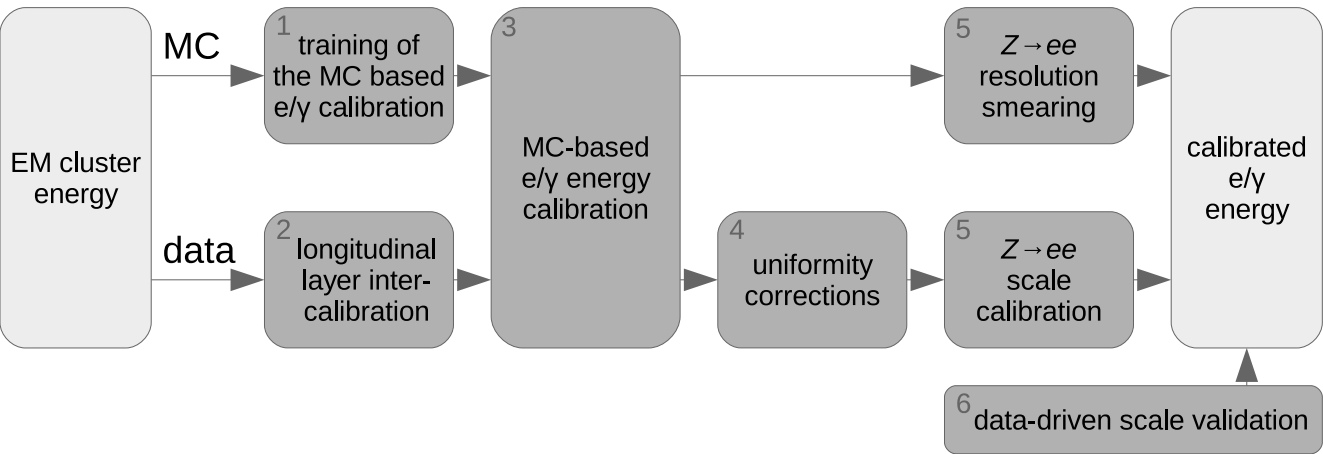 EM cluster
energy
MC
data
1
training of
the MC based
e/γ calibration
2
longitudinal
layer inter-
calibration
3
MC-based
e/γ energy
calibration
4
uniformity
corrections
5
Z→ee
resolution
smearing
5
Z→ee
scale
calibration
calibrated
e/γ
energy
6
data-driven scale validation